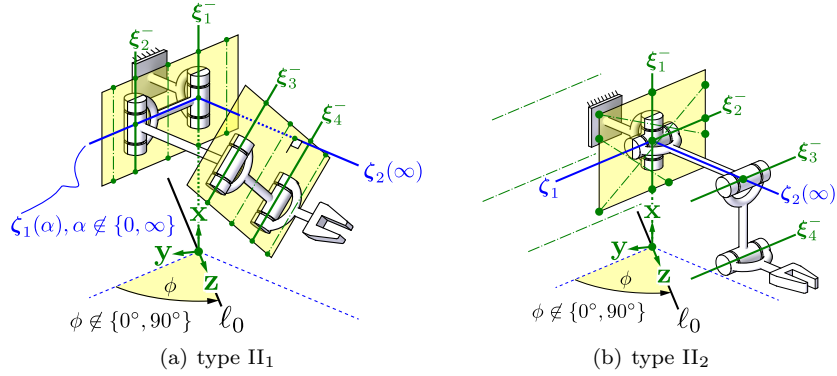 ξ₁⁻
ξ₂⁻
ξ₃⁻
ξ₄⁻
ζ₂(∞)
ζ₁(α), α ∉ {0, ∞}
x
y
z
ϕ
ϕ ∉ {0°, 90°}
ℓ₀
(a) type II₁
ξ₁⁻
ξ₂⁻
ξ₃⁻
ζ₁
ζ₂(∞)
ξ₄⁻
x
y
z
ϕ
ϕ ∉ {0°, 90°}
ℓ₀
(b) type II₂